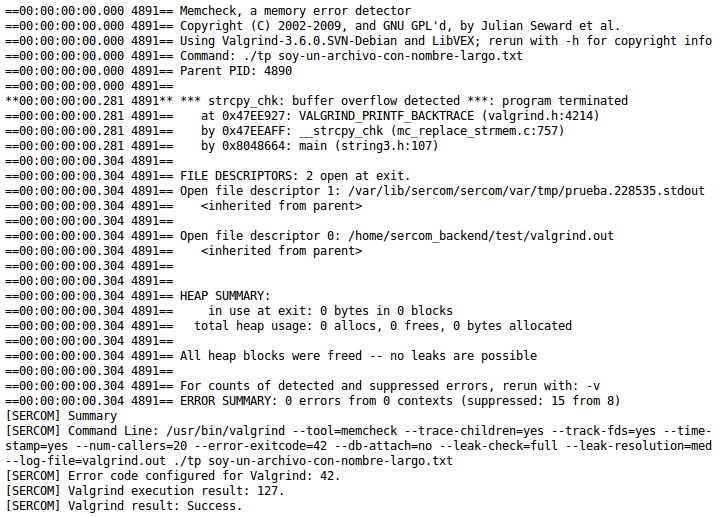 ==00:00:00:00.000 4891== Memcheck, a memory error detector
==00:00:00:00.000 4891== Copyright (C) 2002-2009, and GNU GPL'd, by Julian Seward et al.
==00:00:00:00.000 4891== Using Valgrind-3.6.0.SVN-Debian and LibVEX; rerun with -h for copyright info
==00:00:00:00.000 4891== Command: ./tp soy-un-archivo-con-nombre-largo.txt
==00:00:00:00.000 4891== Parent PID: 4890
==00:00:00:00.000 4891==
**00:00:00:00.281 4891** *** strcpy_chk: buffer overflow detected ***: program terminated
==00:00:00:00.281 4891==    at 0x47EE927: VALGRIND_PRINTF_BACKTRACE (valgrind.h:4214)
==00:00:00:00.281 4891==    by 0x47EEAFF: __strcpy_chk (mc_replace_strmem.c:757)
==00:00:00:00.281 4891==    by 0x8048664: main (string3.h:107)
==00:00:00:00.304 4891==
==00:00:00:00.304 4891== FILE DESCRIPTORS: 2 open at exit.
==00:00:00:00.304 4891== Open file descriptor 1: /var/lib/sercom/sercom/var/tmp/prueba.228535.stdout
==00:00:00:00.304 4891==    <inherited from parent>
==00:00:00:00.304 4891==
==00:00:00:00.304 4891== Open file descriptor 0: /home/sercom_backend/test/valgrind.out
==00:00:00:00.304 4891==    <inherited from parent>
==00:00:00:00.304 4891==
==00:00:00:00.304 4891==
==00:00:00:00.304 4891== HEAP SUMMARY:
==00:00:00:00.304 4891==     in use at exit: 0 bytes in 0 blocks
==00:00:00:00.304 4891==   total heap usage: 0 allocs, 0 frees, 0 bytes allocated
==00:00:00:00.304 4891==
==00:00:00:00.304 4891== All heap blocks were freed -- no leaks are possible
==00:00:00:00.304 4891==
==00:00:00:00.304 4891== For counts of detected and suppressed errors, rerun with: -v
==00:00:00:00.304 4891== ERROR SUMMARY: 0 errors from 0 contexts (suppressed: 15 from 8)
[SERCOM] Summary
[SERCOM] Command Line: /usr/bin/valgrind --tool=memcheck --trace-children=yes --track-fds=yes --time-
stamp=yes --num-callers=20 --error-exitcode=42 --db-attach=no --leak-check=full --leak-resolution=med
--log-file=valgrind.out ./tp soy-un-archivo-con-nombre-largo.txt
[SERCOM] Error code configured for Valgrind: 42.
[SERCOM] Valgrind execution result: 127.
[SERCOM] Valgrind result: Success.